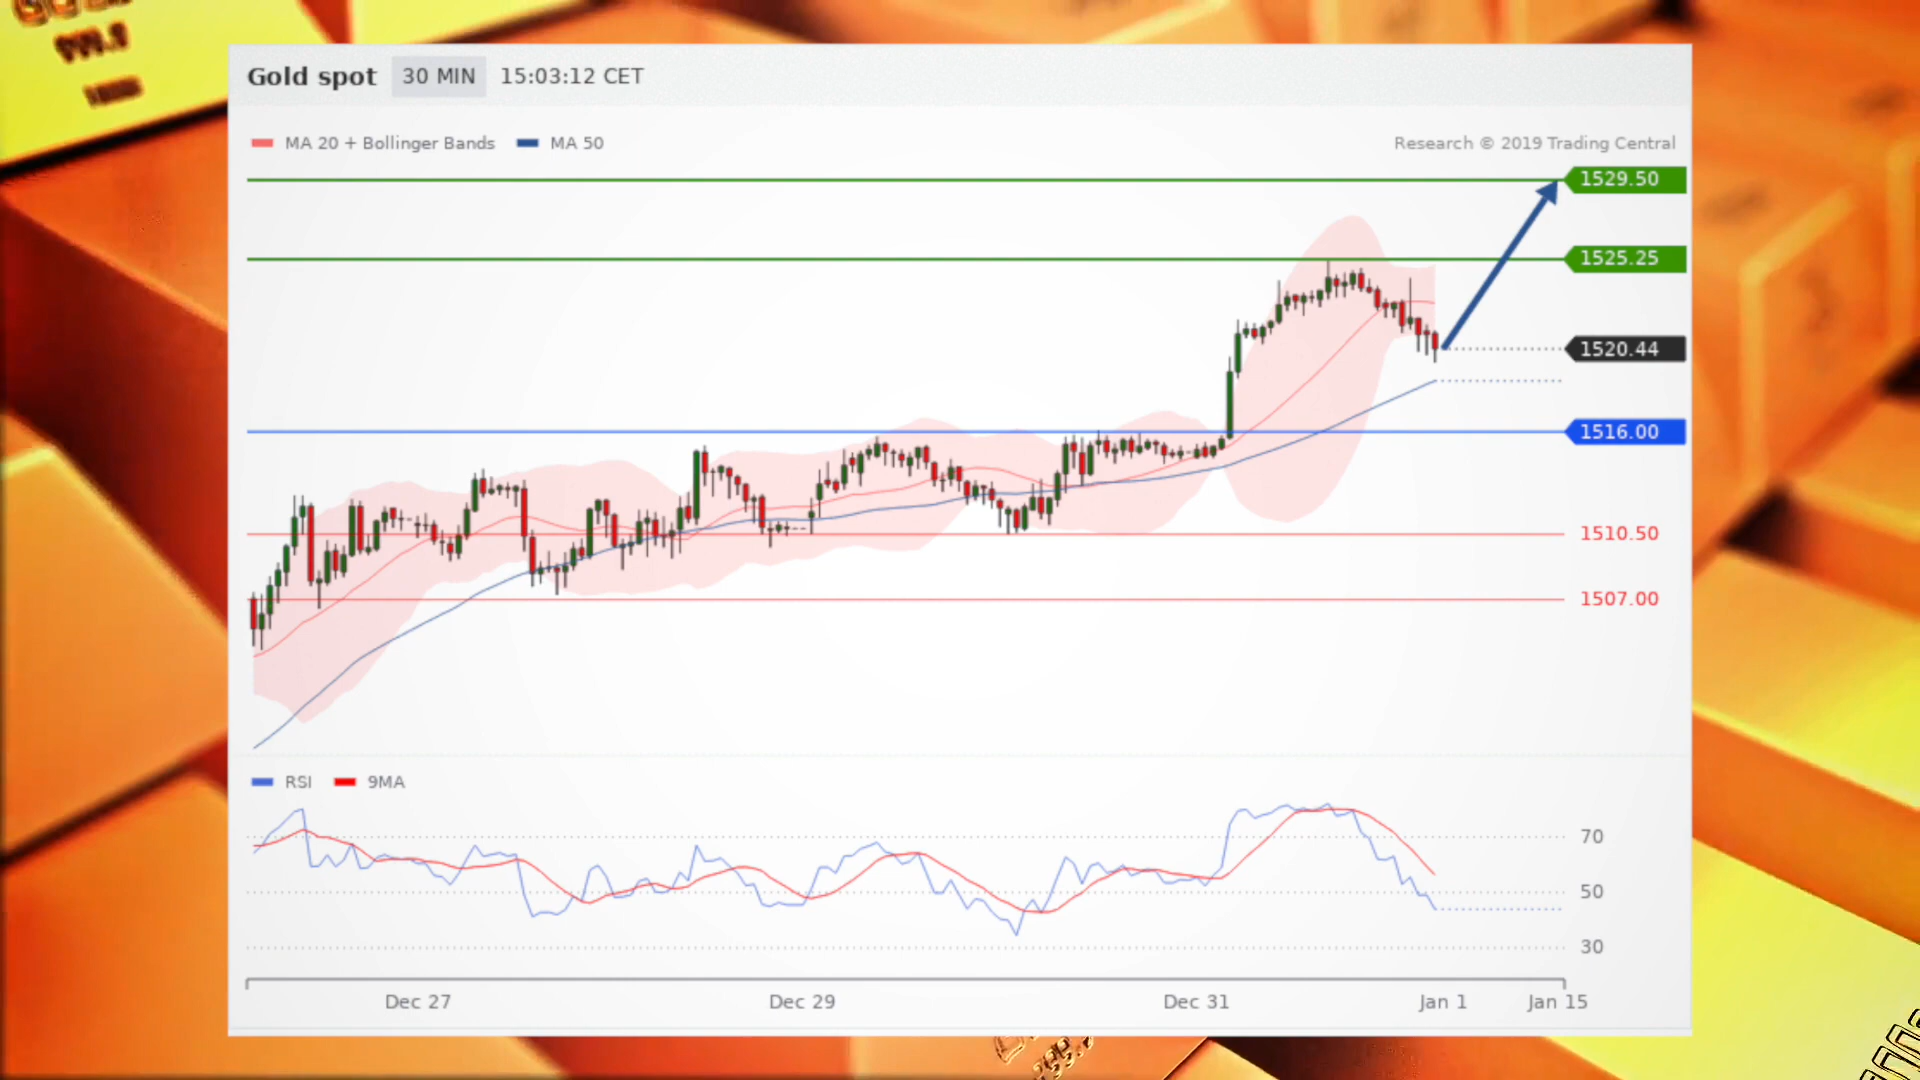 999.9
Gold spot 30 MIN 15:03:12 CET
MA 20 + Bollinger Bands MA 50
Research © 2019 Trading Central
1529.50
1525.25
1520.44
1516.00
1510.50
1507.00
RSI 9MA
70
50
30
Dec 27 Dec 29 Dec 31 Jan 1 Jan 15